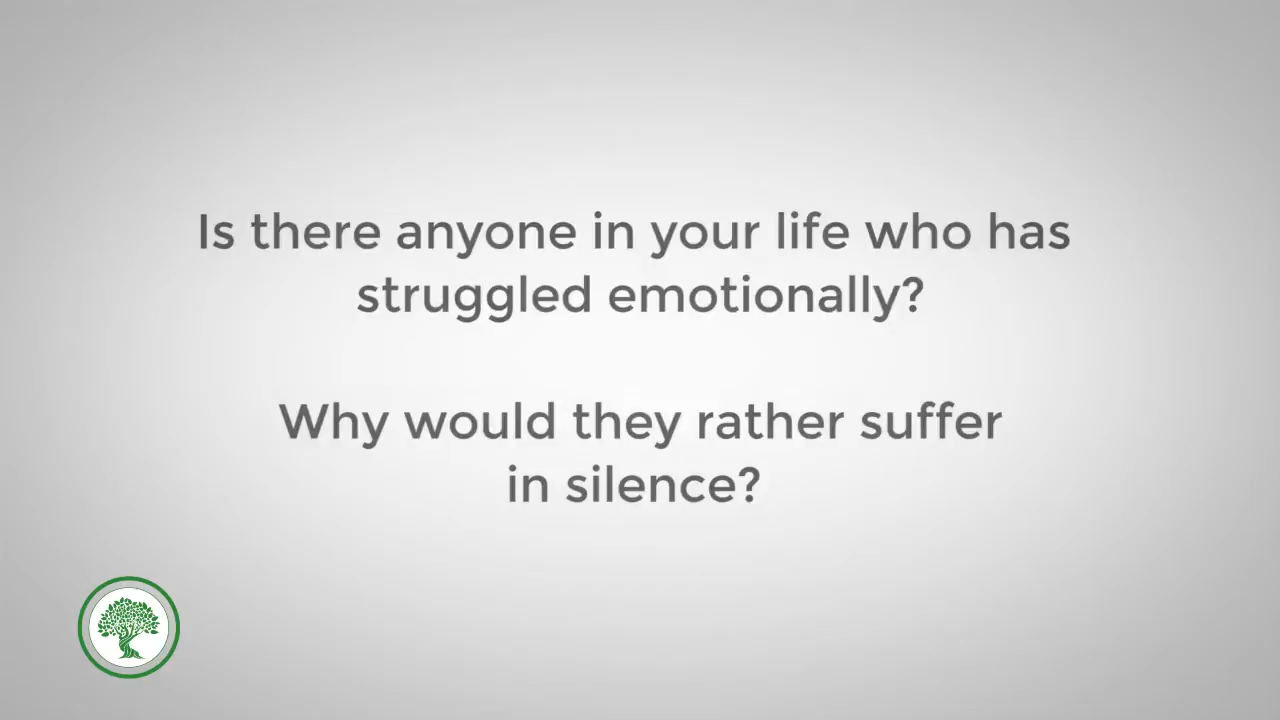 Is there anyone in your life who has
struggled emotionally?
Why would they rather suffer
in silence?